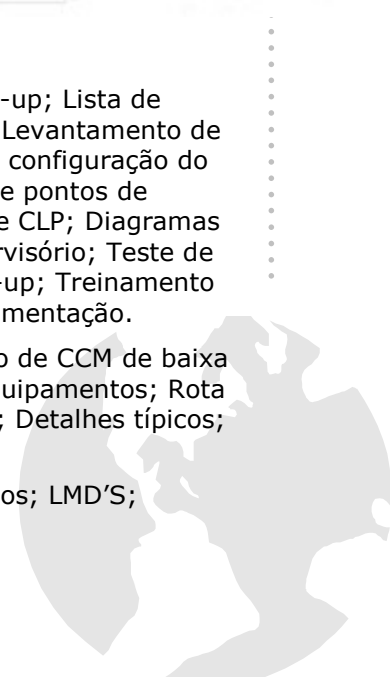 -up; Lista de
Levantamento de
configuração do
e pontos de
e CLP; Diagramas
rvisório; Teste de
-up; Treinamento
mentação.
o de CCM de baixa
uipamentos; Rota
; Detalhes típicos;
os; LMD'S;